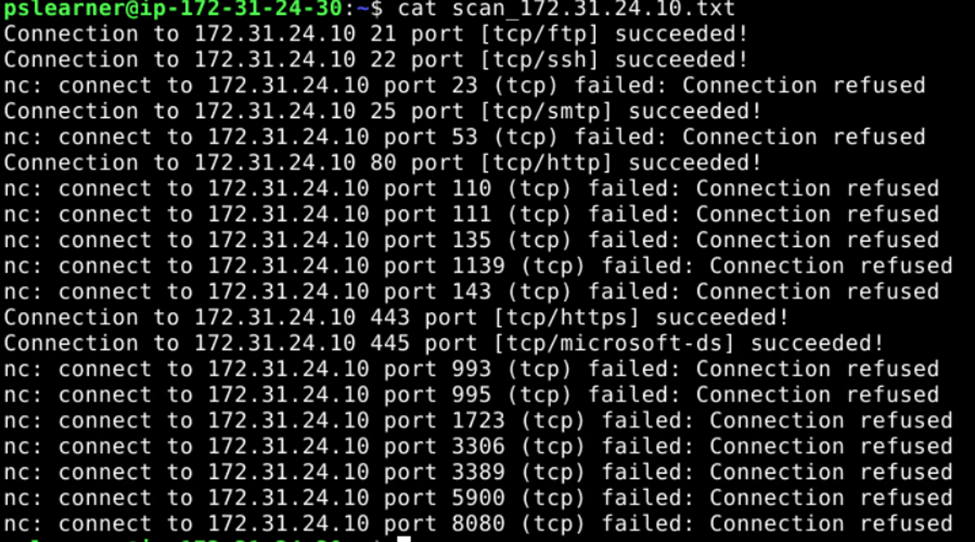 pslearner@ip-172-31-24-30:~$ cat scan_172.31.24.10.txt
Connection to 172.31.24.10 21 port [tcp/ftp] succeeded!
Connection to 172.31.24.10 22 port [tcp/ssh] succeeded!
nc: connect to 172.31.24.10 port 23 (tcp) failed: Connection refused
Connection to 172.31.24.10 25 port [tcp/smtp] succeeded!
nc: connect to 172.31.24.10 port 53 (tcp) failed: Connection refused
Connection to 172.31.24.10 80 port [tcp/http] succeeded!
nc: connect to 172.31.24.10 port 110 (tcp) failed: Connection refused
nc: connect to 172.31.24.10 port 111 (tcp) failed: Connection refused
nc: connect to 172.31.24.10 port 135 (tcp) failed: Connection refused
nc: connect to 172.31.24.10 port 1139 (tcp) failed: Connection refused
nc: connect to 172.31.24.10 port 143 (tcp) failed: Connection refused
Connection to 172.31.24.10 443 port [tcp/https] succeeded!
Connection to 172.31.24.10 445 port [tcp/microsoft-ds] succeeded!
nc: connect to 172.31.24.10 port 993 (tcp) failed: Connection refused
nc: connect to 172.31.24.10 port 995 (tcp) failed: Connection refused
nc: connect to 172.31.24.10 port 1723 (tcp) failed: Connection refused
nc: connect to 172.31.24.10 port 3306 (tcp) failed: Connection refused
nc: connect to 172.31.24.10 port 3389 (tcp) failed: Connection refused
nc: connect to 172.31.24.10 port 5900 (tcp) failed: Connection refused
nc: connect to 172.31.24.10 port 8080 (tcp) failed: Connection refused